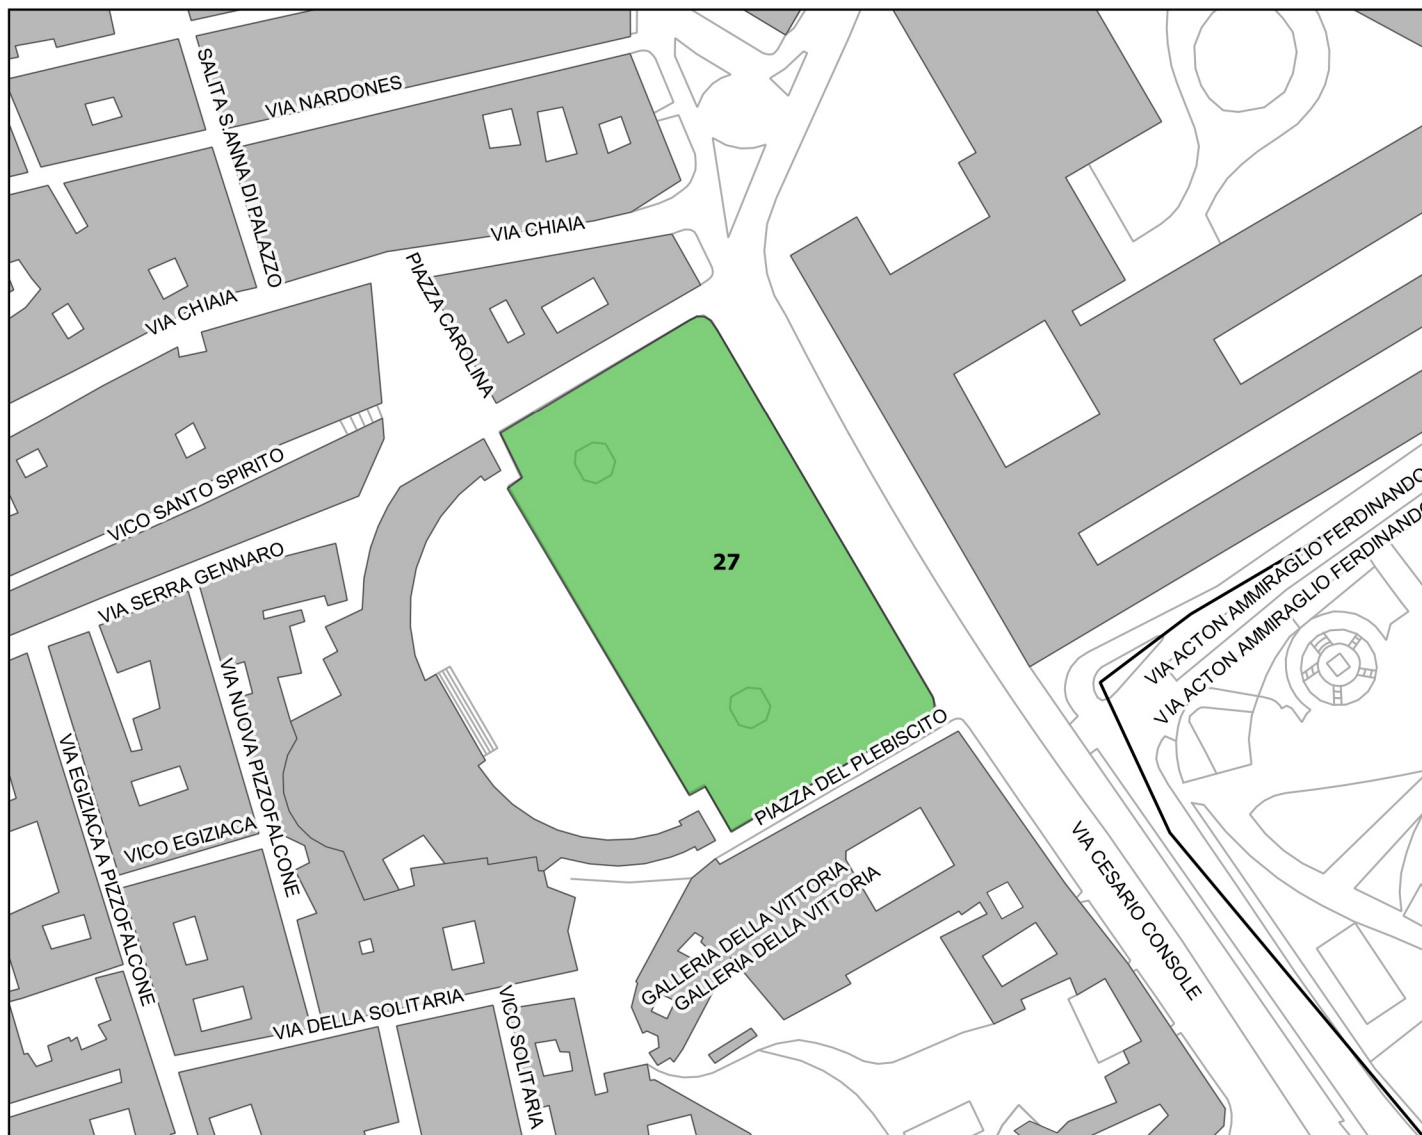 SALITA S.ANNA DI PALAZZO
VIA NARDONES
VIA CHIAIA
VIA CHIAIA
PIAZZA CAROLINA
VICO SANTO SPIRITO
VIA SERRA GENNARO
27
VIA ACTON AMMIRAGLIO FERDINANDO
VIA ACTON AMMIRAGLIO FERDINANDO
VIA NUOVA PIZZOFALCONE
VIA EGIZIACA A PIZZOFALCONE
VICO EGIZIACA
PIAZZA DEL PLEBISCITO
VIA CESARIO CONSOLE
GALLERIA DELLA VITTORIA
GALLERIA DELLA VITTORIA
VIA DELLA SOLITARIA
VICO SOLITARIA